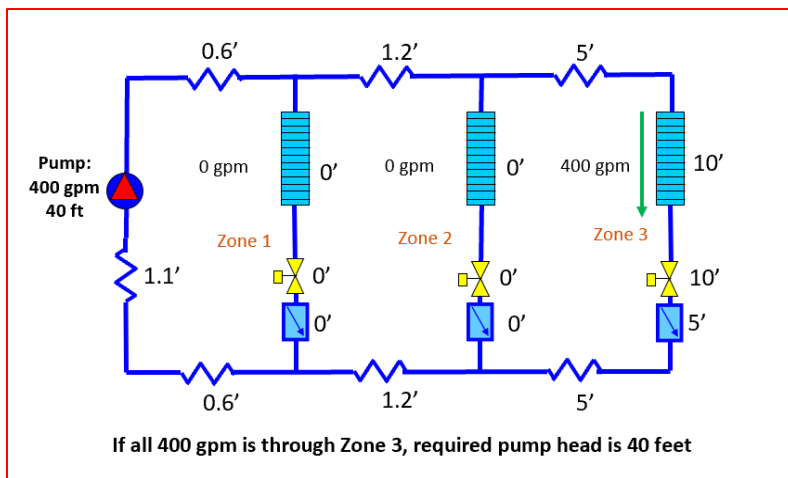 0.6’
1.2’
5’
Pump:
400 gpm
40 ft
0 gpm
0’
0 gpm
0’
400 gpm
10’
Zone 1
Zone 2
Zone 3
1.1’
0’
0’
10’
0’
0’
5’
0.6’
1.2’
5’
If all 400 gpm is through Zone 3, required pump head is 40 feet